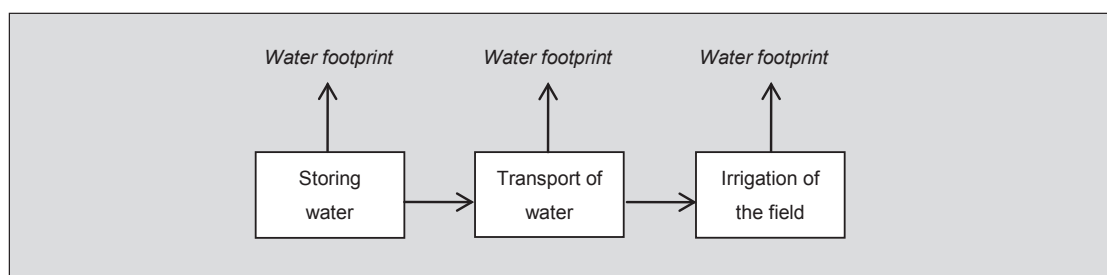 Water footprint Water footprint Water footprint
Storing water
Transport of water
Irrigation of the field